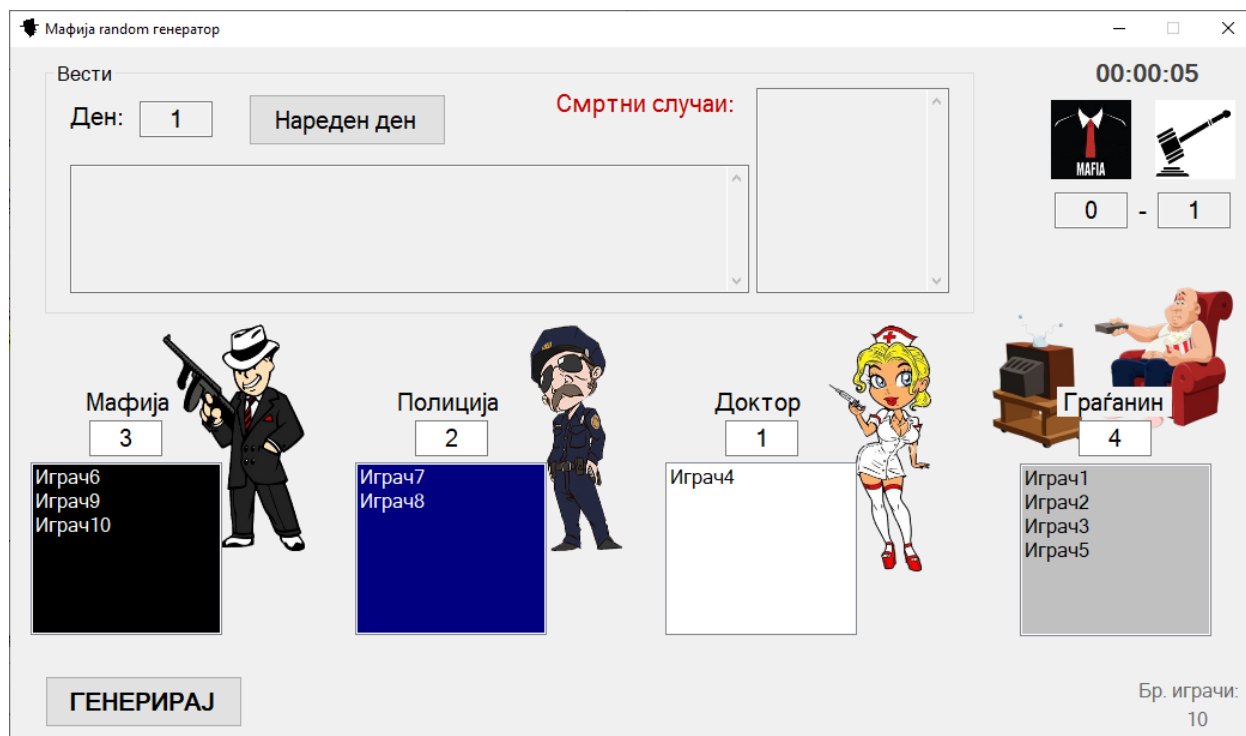 Мафија random генератор
Вести
00:00:05
Ден: 1
Нареден ден
Смртни случаи:
MAFIA
0 - 1
Мафија
3
Играч6
Играч9
Играч10
Полиција
2
Играч7
Играч8
Доктор
1
Играч4
Граѓанин
4
Играч1
Играч2
Играч3
Играч5
ГЕНЕРИРАЈ
Бр. играчи:
10